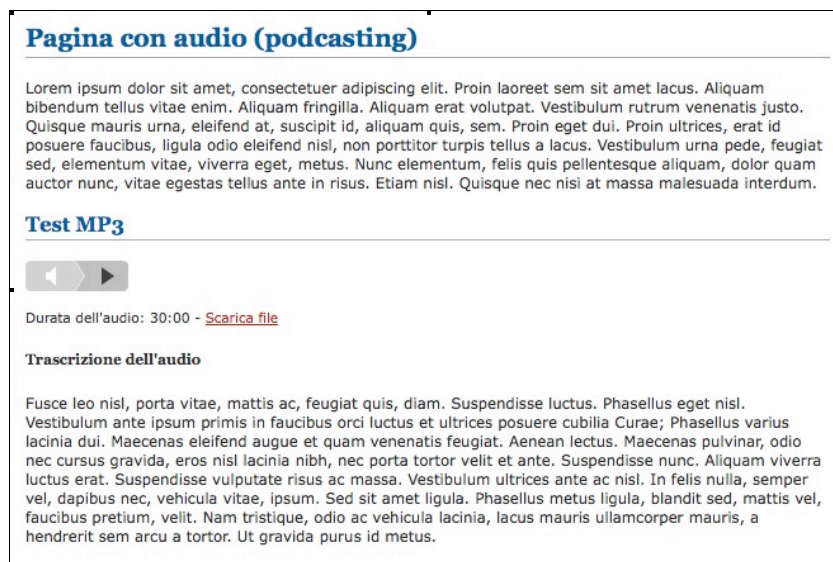 Pagina con audio (podcasting)
Lorem ipsum dolor sit amet, consectetuer adipiscing elit. Proin laoreet sem sit amet lacus. Aliquam
bibendum tellus vitae enim. Aliquam fringilla. Aliquam erat volutpat. Vestibulum rutrum venenatis justo.
Quisque mauris urna, eleifend at, suscipit id, aliquam quis, sem. Proin eget dui. Proin ultrices, erat id
posuere faucibus, ligula odio eleifend nisl, non porttitor turpis tellus a lacus. Vestibulum urna pede, feugiat
sed, elementum vitae, viverra eget, metus. Nunc elementum, felis quis pellentesque aliquam, dolor quam
auctor nunc, vitae egestas tellus ante in risus. Etiam nisl. Quisque nec nisi at massa malesuada interdum.
Test MP3
Durata dell'audio: 30:00 - Scarica file
Trascrizione dell'audio
Fusce leo nisl, porta vitae, mattis ac, feugiat quis, diam. Suspendisse luctus. Phasellus eget nisl.
Vestibulum ante ipsum primis in faucibus orci luctus et ultrices posuere cubilia Curae; Phasellus varius
lacinia dui. Maecenas eleifend augue et quam venenatis feugiat. Aenean lectus. Maecenas pulvinar, odio
nec cursus gravida, eros nisl lacinia nibh, nec porta tortor velit et ante. Suspendisse nunc. Aliquam viverra
luctus erat. Suspendisse vulputate risus ac massa. Vestibulum ultrices ante ac nisl. In felis nulla, semper
vel, dapibus nec, vehicula vitae, ipsum. Sed sit amet ligula. Phasellus metus ligula, blandit sed, mattis vel,
faucibus pretium, velit. Nam tristique, odio ac vehicula lacinia, lacus mauris ullamcorper mauris, a
hendrerit sem arcu a tortor. Ut gravida purus id metus.